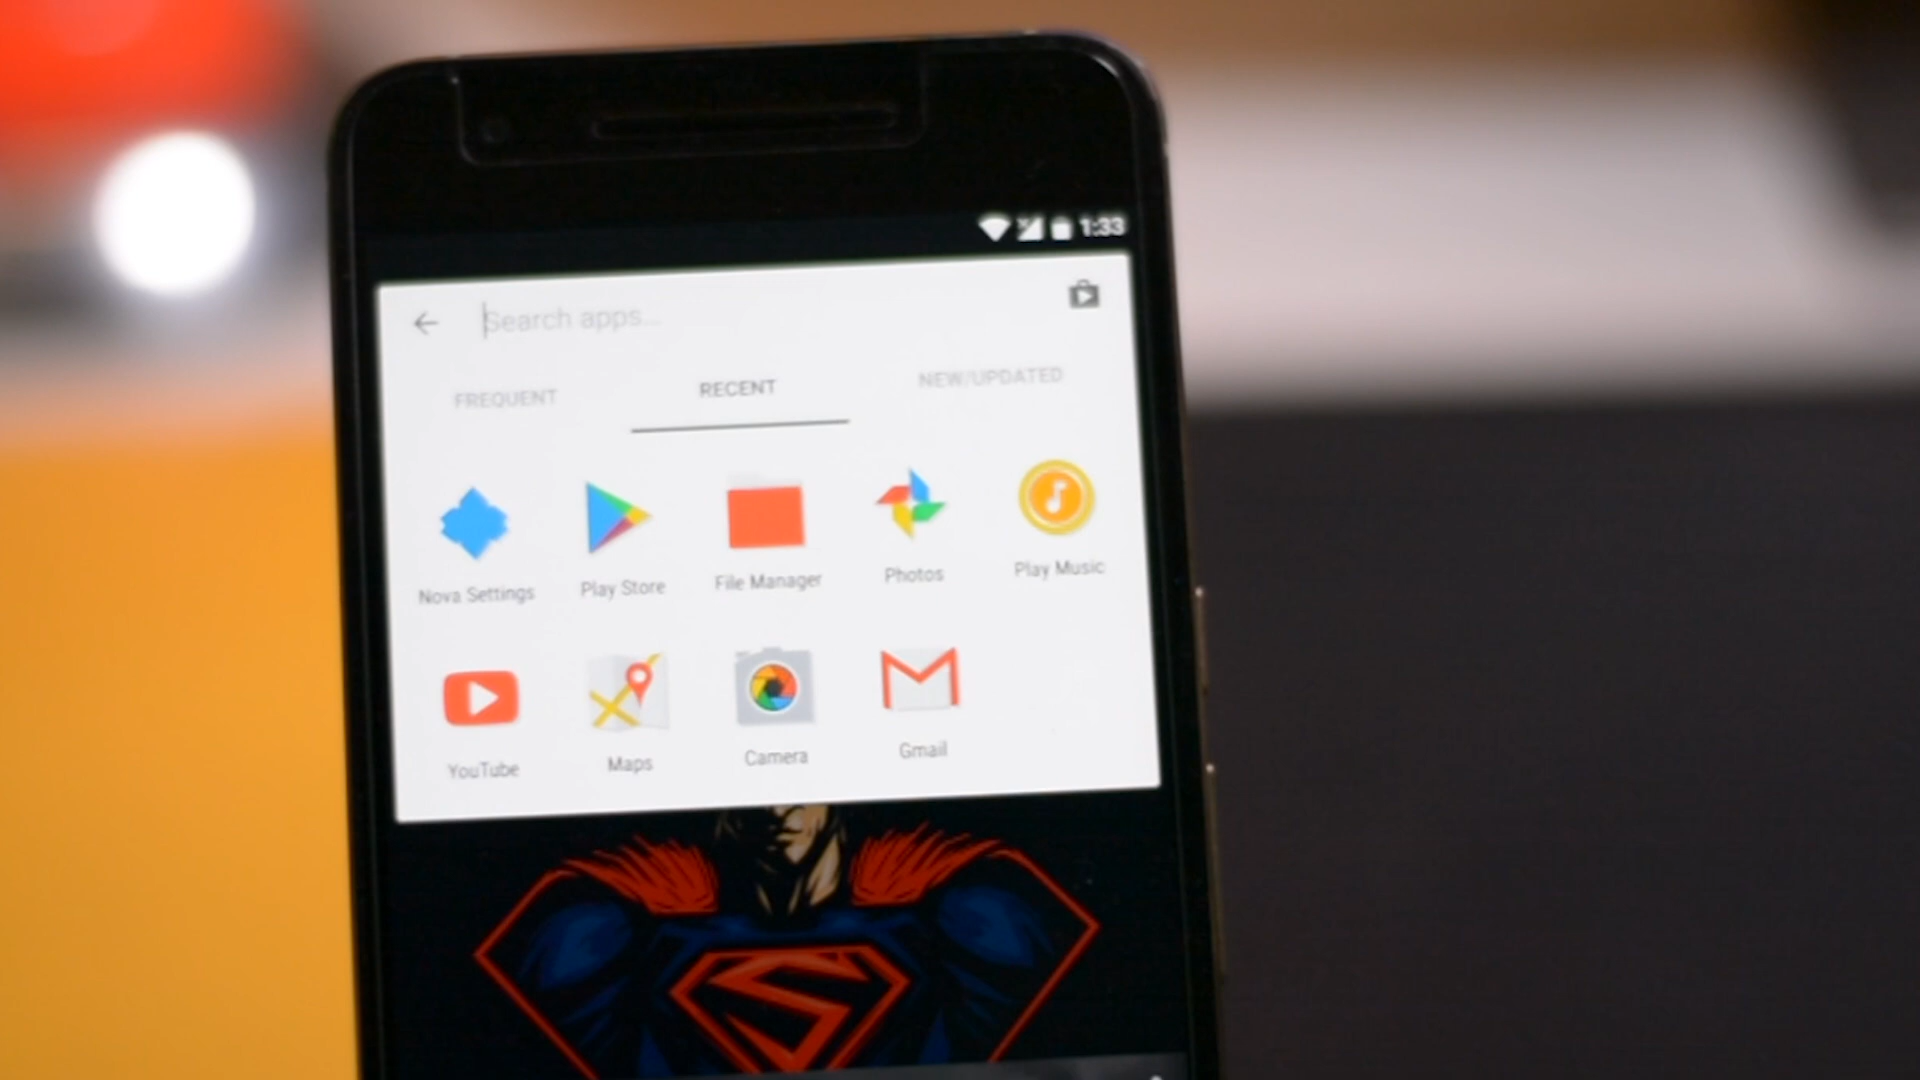 1:33
Search apps...
FREQUENT RECENT NEW/UPDATED
Nova Settings Play Store File Manager Photos Play Music
YouTube Maps Camera Gmail